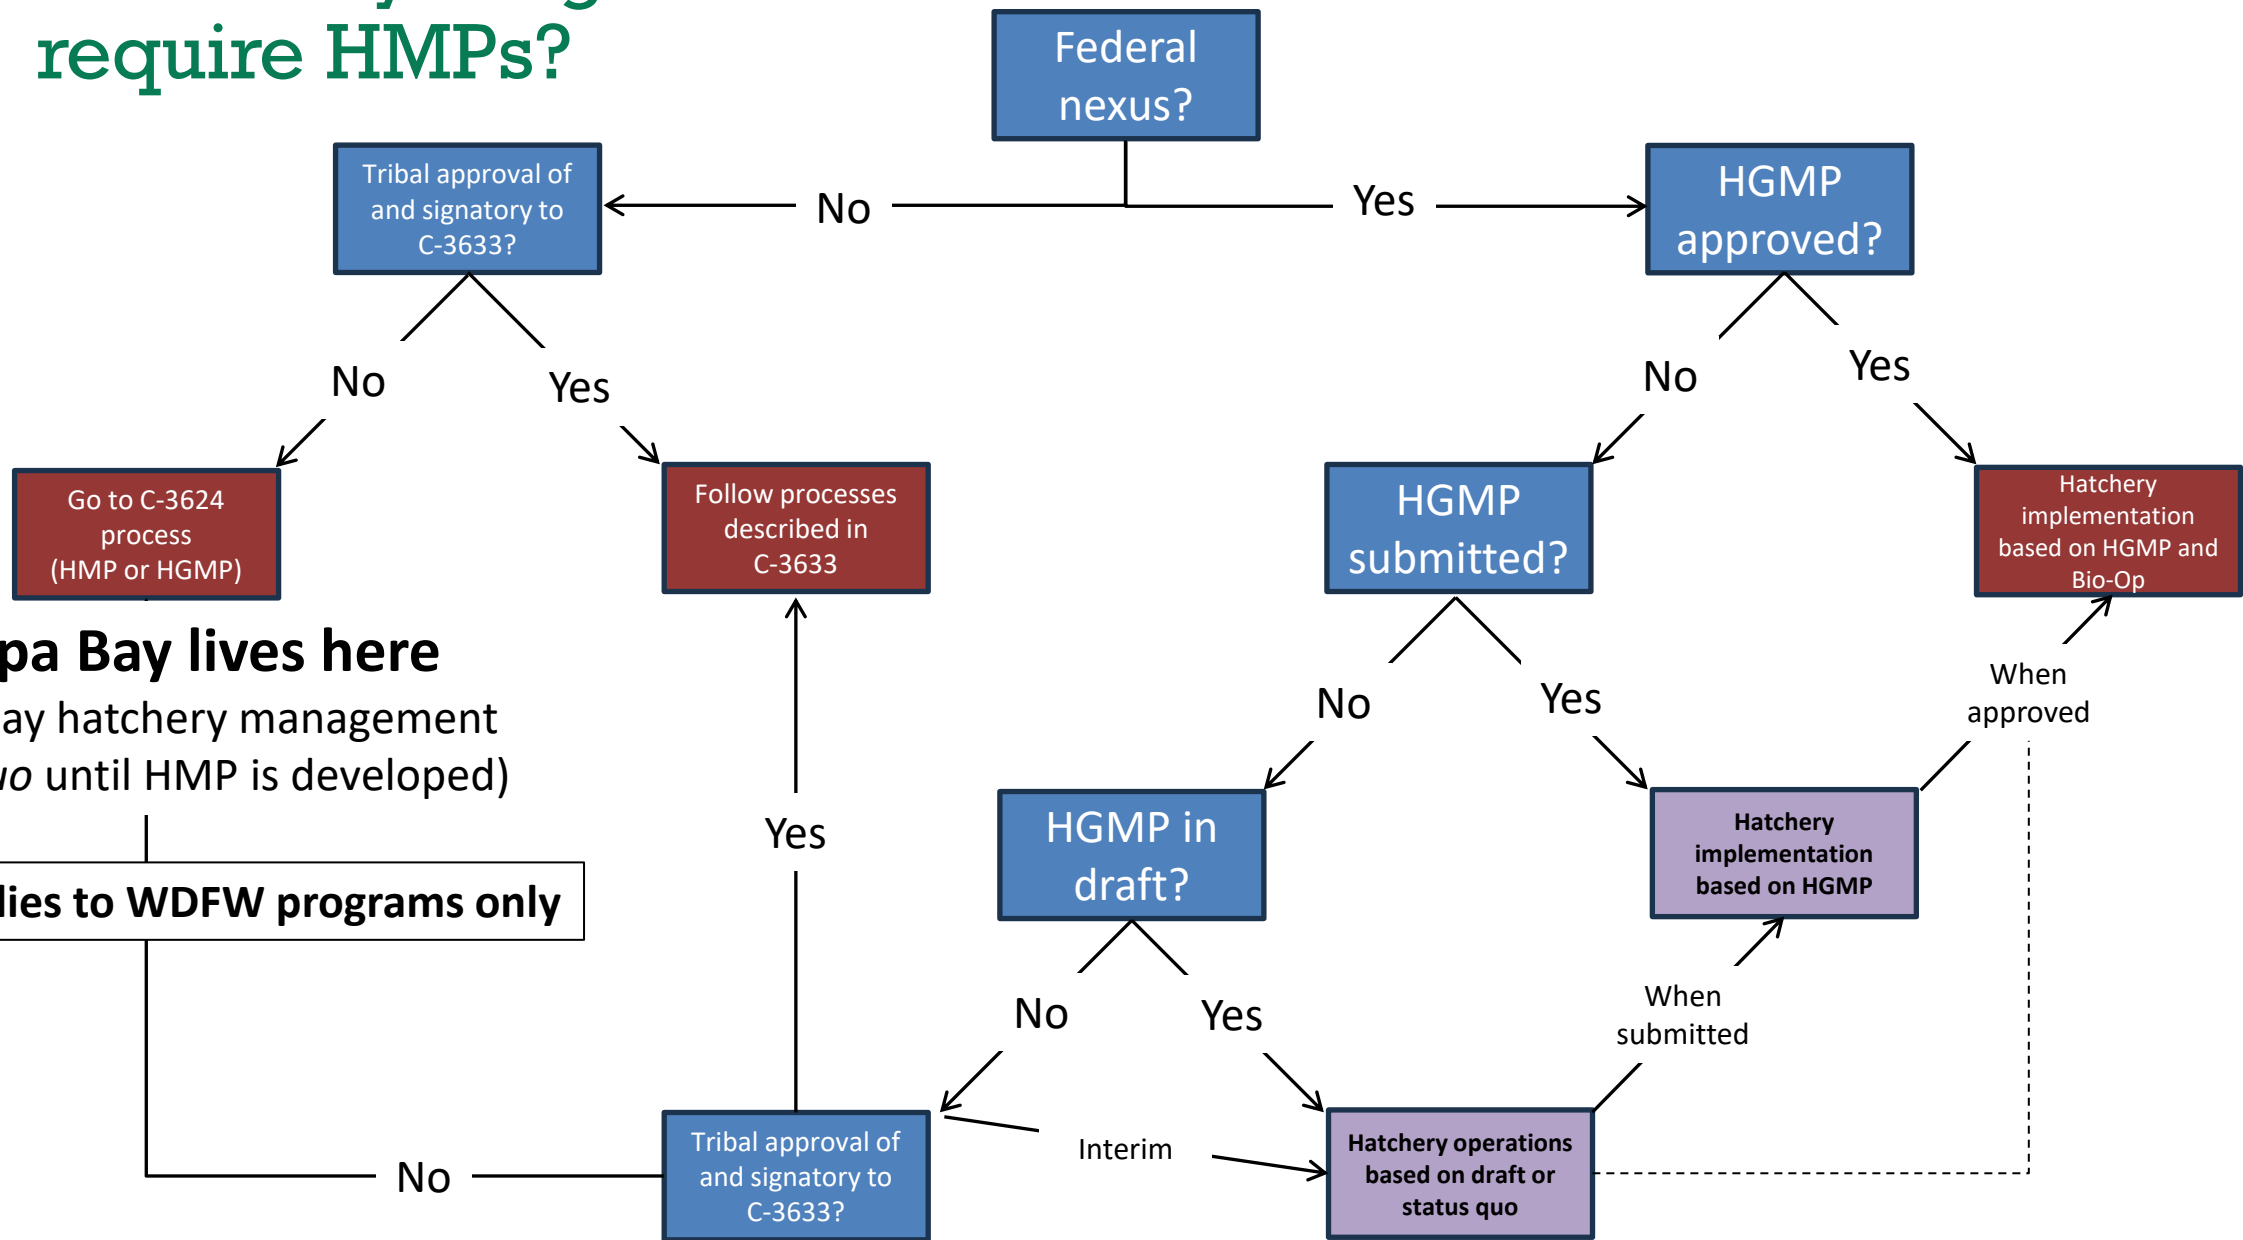 require HMPs?
Federal
nexus?
Tribal approval of
and signatory to
C-3633?
No
Yes
HGMP
approved?
No
Yes
No
Yes
Go to C-3624
process
(HMP or HGMP)
Follow processes
described in
C-3633
HGMP
submitted?
Hatchery
implementation
based on HGMP and
Bio-Op
pa Bay lives here
ay hatchery management
uo until HMP is developed)
lies to WDFW programs only
No
Yes
When
approved
Yes
HGMP in
draft?
Hatchery
implementation
based on HGMP
No
Yes
When
submitted
No
Tribal approval of
and signatory to
C-3633?
Interim
Hatchery operations
based on draft or
status quo